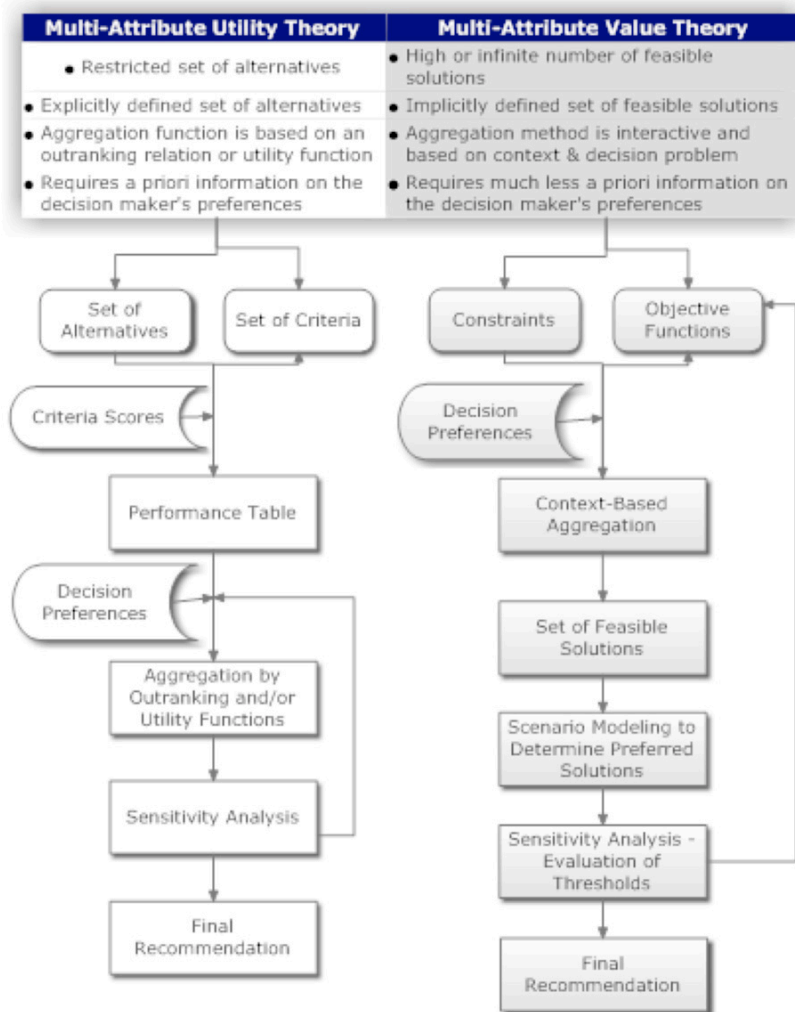 Multi-Attribute Utility Theory
Multi-Attribute Value Theory
• Restricted set of alternatives
• High or infinite number of feasible
solutions
• Explicitly defined set of alternatives
• Implicitly defined set of feasible solutions
• Aggregation function is based on an
outranking relation or utility function
• Aggregation method is interactive and
based on context & decision problem
• Requires a priori information on the
decision maker's preferences
• Requires much less a priori information on
the decision maker's preferences
Set of
Alternatives
Set of Criteria
Criteria Scores
Performance Table
Decision
Preferences
Aggregation by
Outranking and/or
Utility Functions
Sensitivity Analysis
Final
Recommendation
Constraints
Objective
Functions
Decision
Preferences
Context-Based
Aggregation
Set of Feasible
Solutions
Scenario Modeling to
Determine Preferred
Solutions
Sensitivity Analysis -
Evaluation of
Thresholds
Final
Recommendation